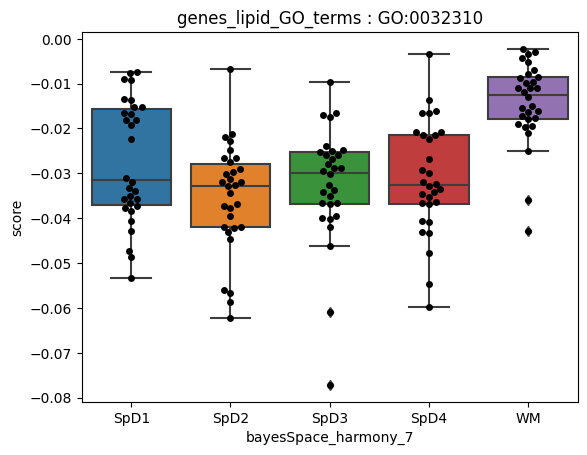 genes_lipid_GO_terms : GO:0032310
0.00
−0.01
−0.02
−0.03
−0.04
−0.05
−0.06
−0.07
−0.08
score
SpD1 SpD2 SpD3 SpD4 WM
bayesSpace_harmony_7